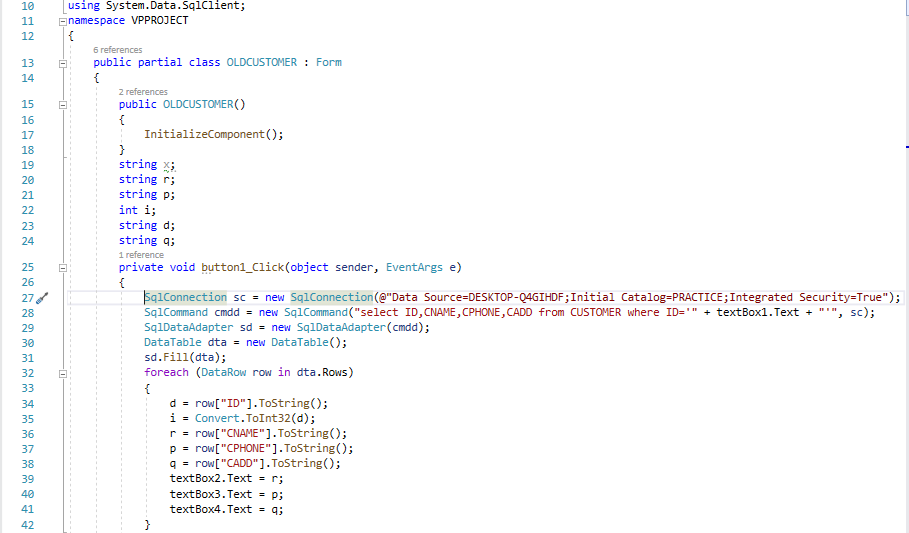 10 using System.Data.SqlClient;
11 namespace VPPROJECT
12 {
6 references
13 public partial class OLDCUSTOMER : Form
14 {
2 references
15 public OLDCUSTOMER()
16 {
17 InitializeComponent();
18 }
19 string x;
20 string r;
21 string p;
22 int i;
23 string d;
24 string q;
1 reference
25 private void button1_Click(object sender, EventArgs e)
26 {
27 SqlConnection sc = new SqlConnection(@"Data Source=DESKTOP-Q4GIHDF;Initial Catalog=PRACTICE;Integrated Security=True");
28 SqlCommand cmdd = new SqlCommand("select ID,CNAME,CPHONE,CADD from CUSTOMER where ID='" + textBox1.Text + "'", sc);
29 SqlDataAdapter sd = new SqlDataAdapter(cmdd);
30 DataTable dta = new DataTable();
31 sd.Fill(dta);
32 foreach (DataRow row in dta.Rows)
33 {
34 d = row["ID"].ToString();
35 i = Convert.ToInt32(d);
36 r = row["CNAME"].ToString();
37 p = row["CPHONE"].ToString();
38 q = row["CADD"].ToString();
39 textBox2.Text = r;
40 textBox3.Text = p;
41 textBox4.Text = q;
42 }